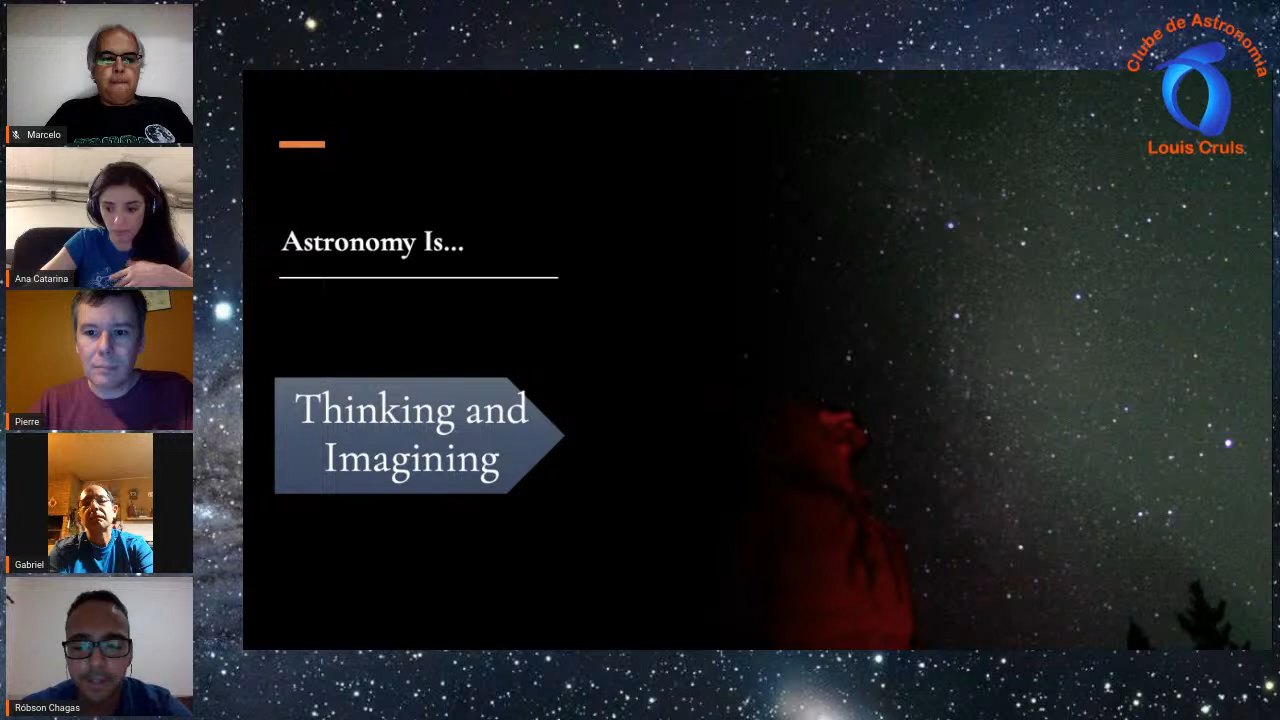 Marcelo
Ana Catarina
Pierre
Gabriel
Róbson Chagas
Astronomy Is...
Thinking and
Imagining
Clube de Astronomia
Louis Cruls